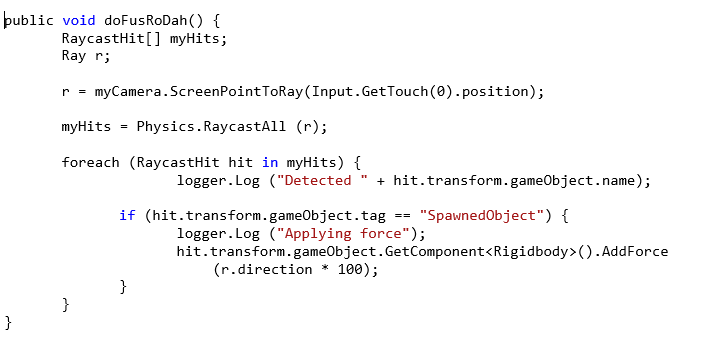 public void doFusRoDah() {
RaycastHit[] myHits;
Ray r;
r = myCamera.ScreenPointToRay(Input.GetTouch(0).position);
myHits = Physics.RaycastAll (r);
foreach (RaycastHit hit in myHits) {
logger.Log ("Detected " + hit.transform.gameObject.name);
if (hit.transform.gameObject.tag == "SpawnedObject") {
logger.Log ("Applying force");
hit.transform.gameObject.GetComponent<Rigidbody>().AddForce
(r.direction * 100);
}
}
}